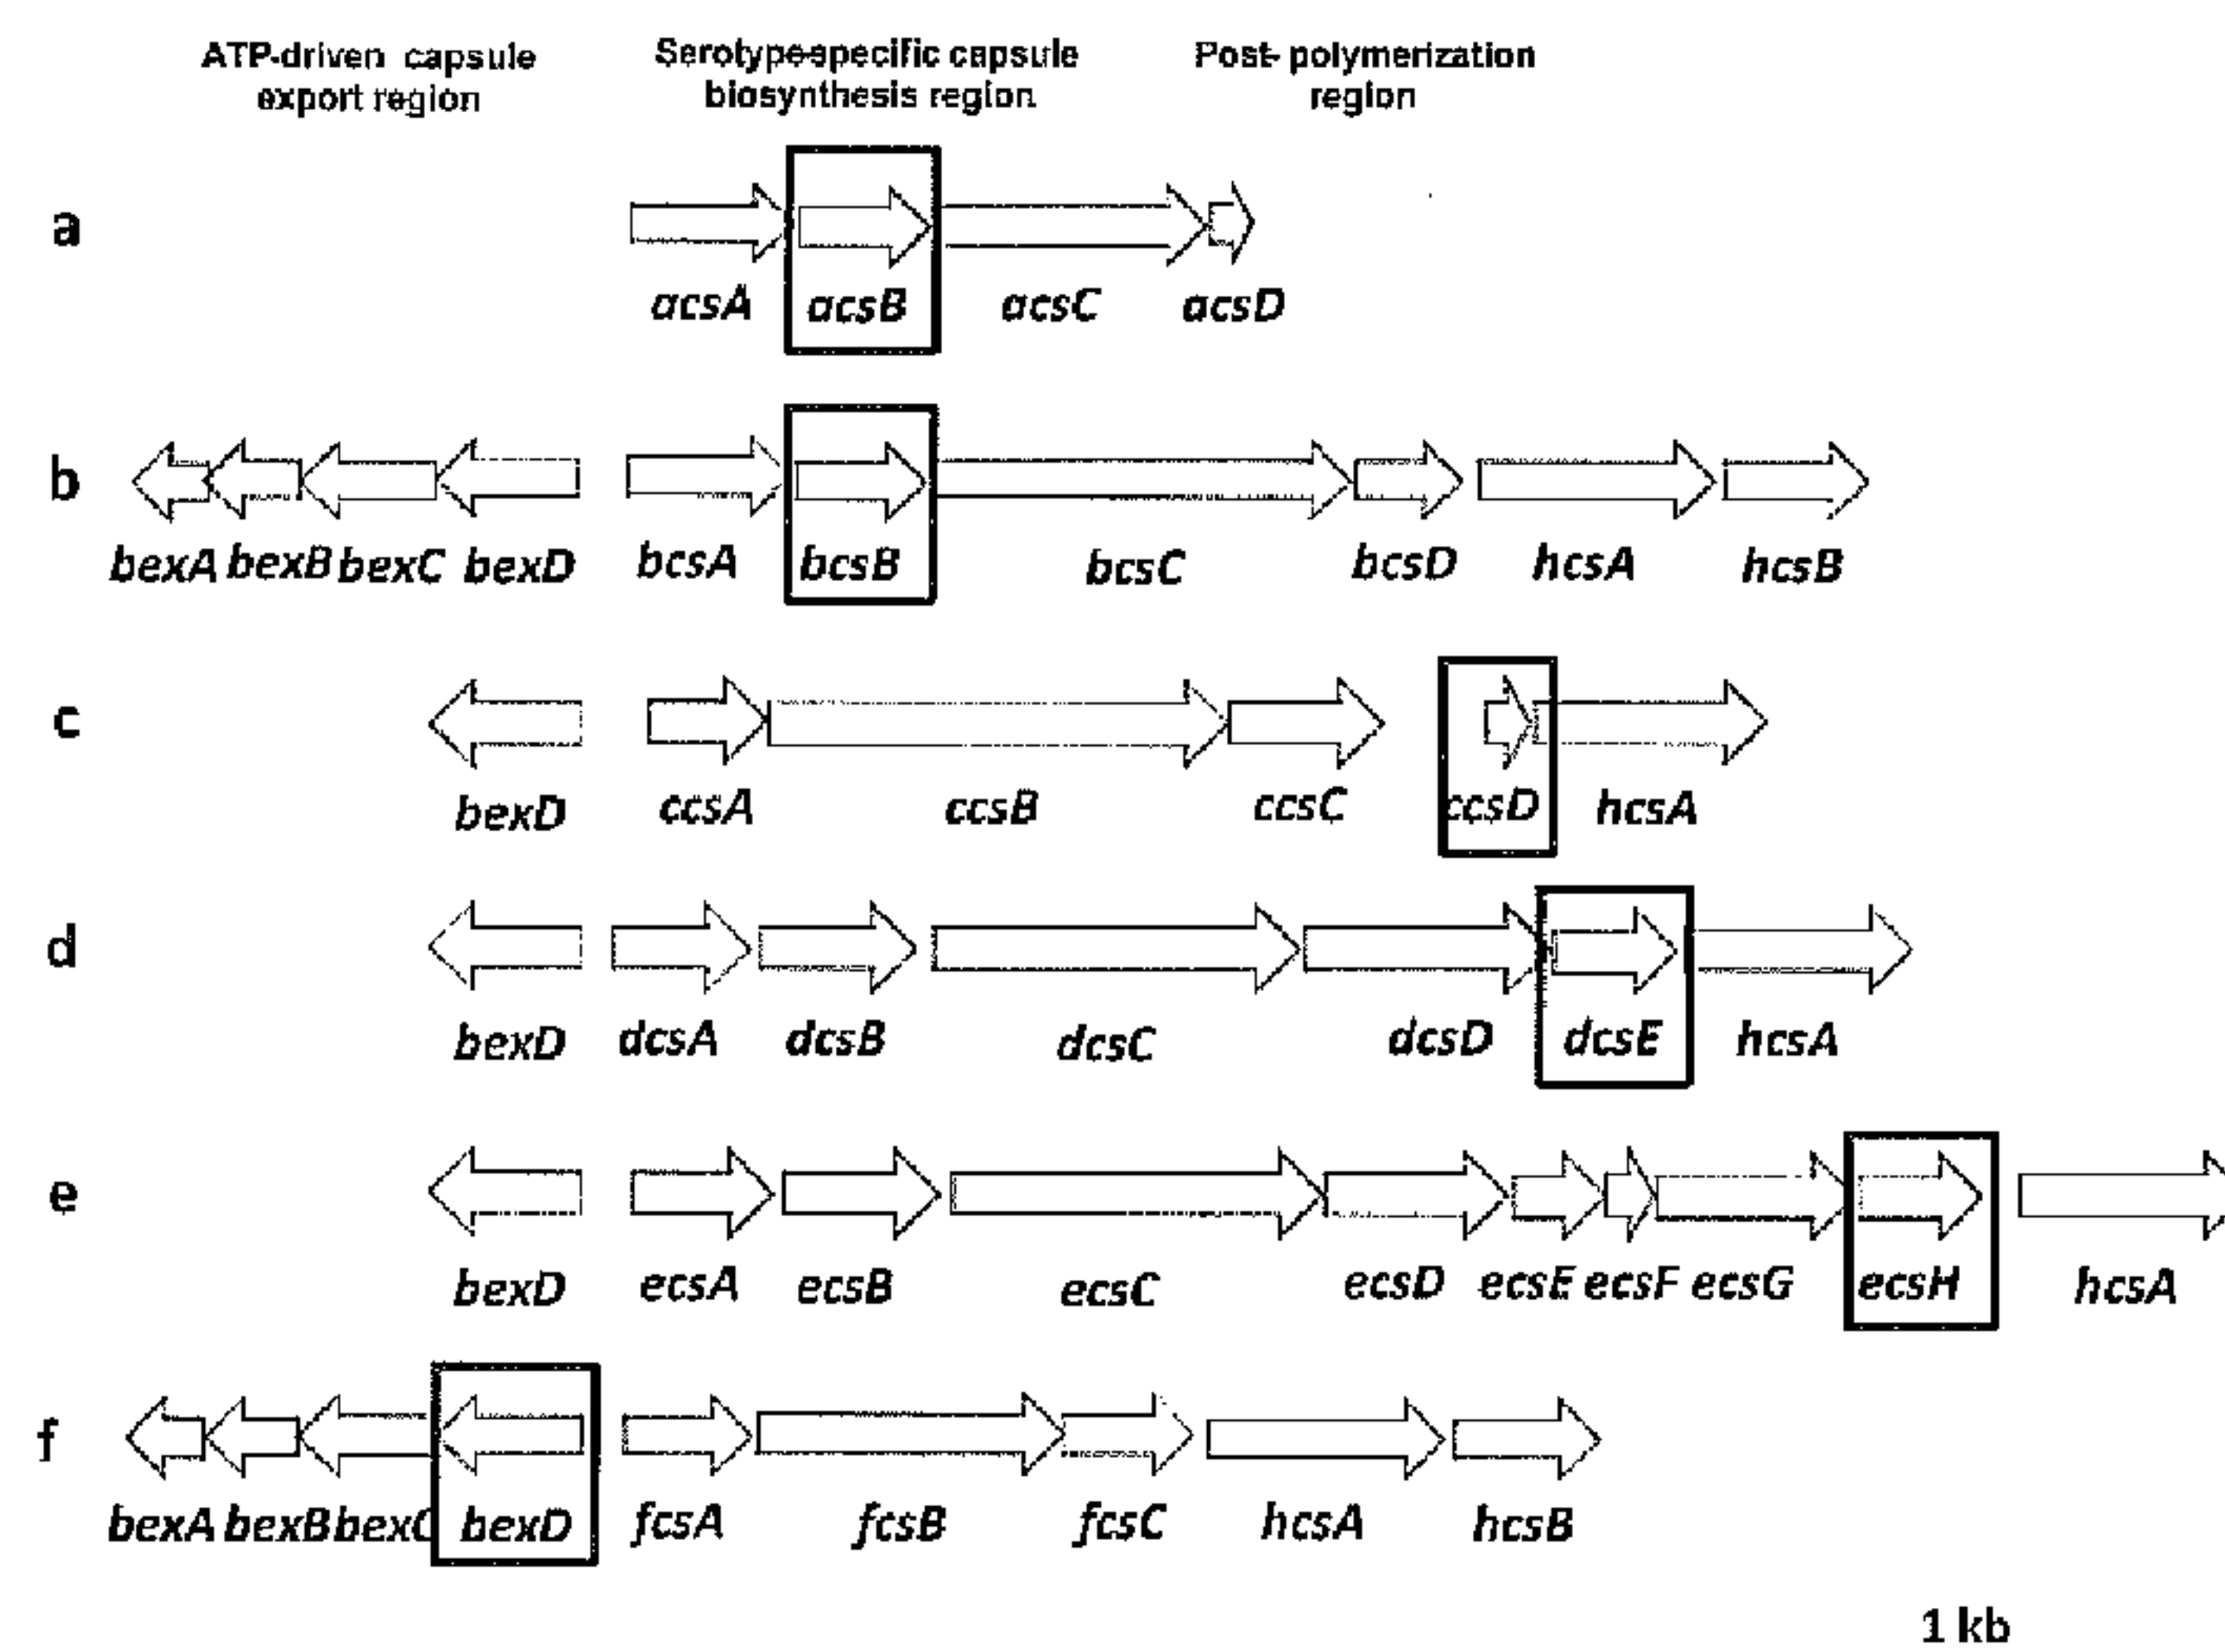 ATP-driven capsule
export region
Serotype-specific capsule
biosynthesis region
Post-polymerization
region
a
acsA acsB acsC acsD
b
bexA bexB bexC bexD bcsA bcsB bcsC bcsD hcsA hcsB
c
bexD ccsA ccsB ccsC ccsD hcsA
d
bexD dcsA dcsB dcsC dcsD dcsE hcsA
e
bexD ecsA ecsB ecsC ecsD ecsE ecsF ecsG ecsH hcsA
f
bexA bexB bexC bexD fcsA fcsB fcsC hcsA hcsB
1 kb